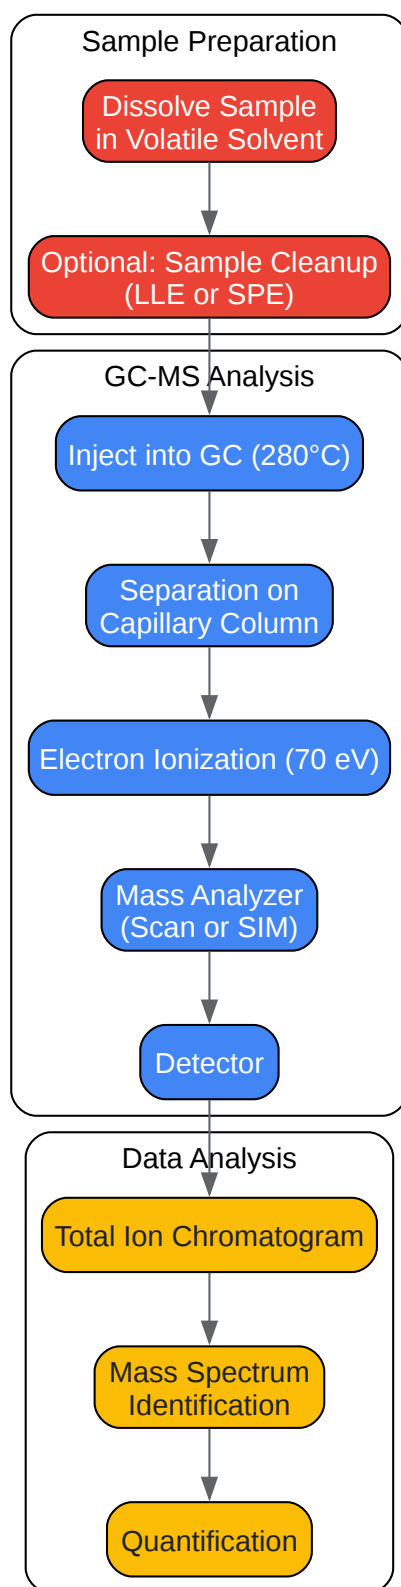 Sample Preparation
Dissolve Sample
in Volatile Solvent
Optional: Sample Cleanup
(LLE or SPE)
GC-MS Analysis
Inject into GC (280°C)
Separation on
Capillary Column
Electron Ionization (70 eV)
Mass Analyzer
(Scan or SIM)
Detector
Data Analysis
Total Ion Chromatogram
Mass Spectrum
Identification
Quantification